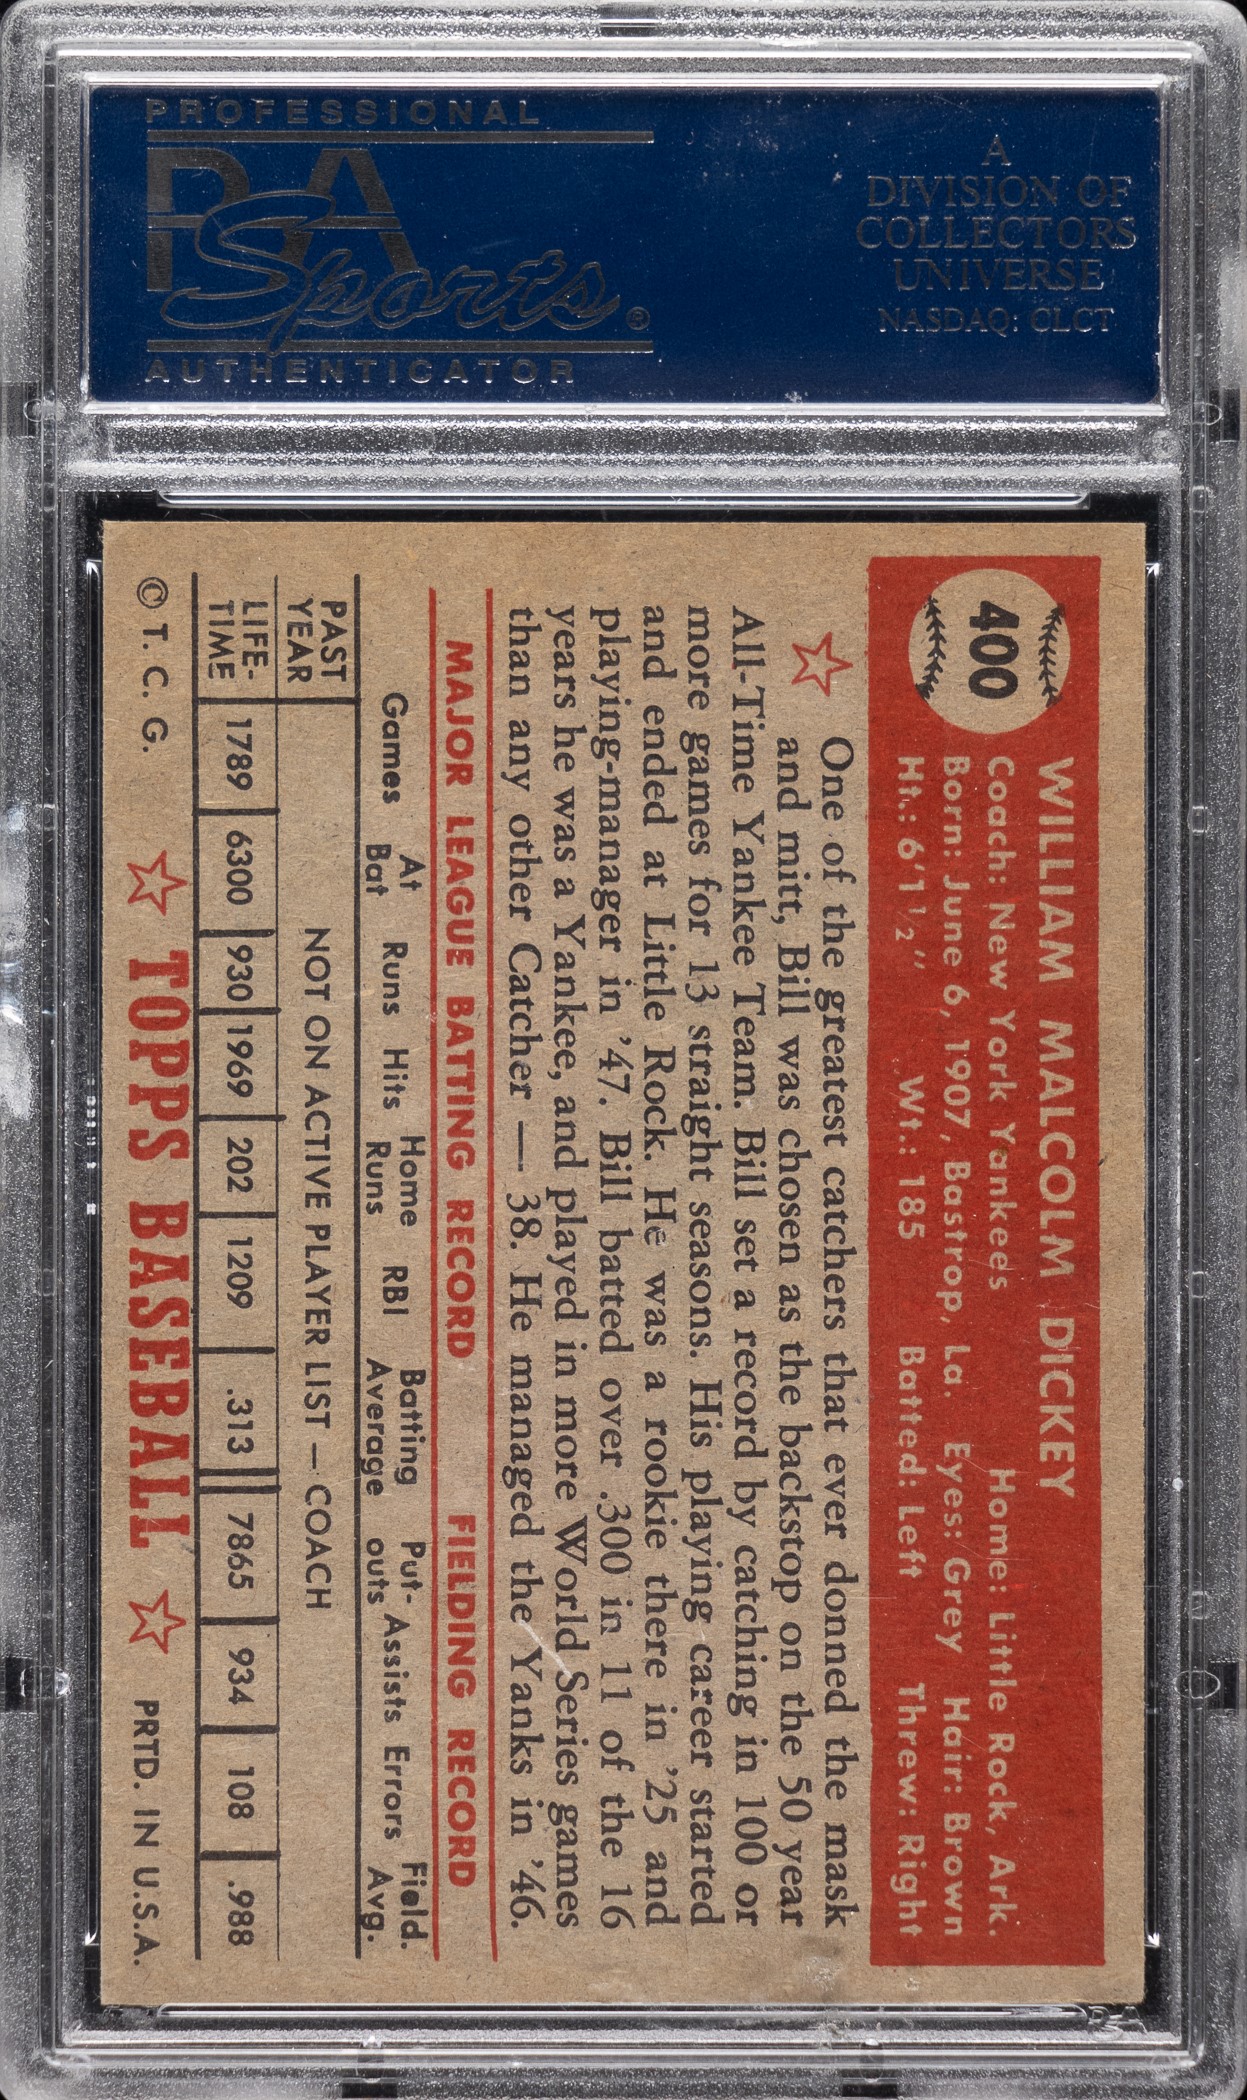 PROFESSIONAL
PSA
Sports®
AUTHENTICATOR
A
DIVISION OF
COLLECTORS
UNIVERSE
NASDAQ: CLCT
400
WILLIAM MALCOLM DICKEY
Coach: New York Yankees Home: Little Rock, Ark.
Born: June 6, 1907, Bastrop, La. Eyes: Grey Hair: Brown
Ht.: 6'1½" Wt.: 185 Batted: Left Threw: Right
One of the greatest catchers that ever donned the mask
and mitt, Bill was chosen as the backstop on the 50 year
All-Time Yankee Team. Bill set a record by catching in 100 or
more games for 13 straight seasons. His playing career started
and ended at Little Rock. He was a rookie there in '25 and
playing-manager in '47. Bill batted over .300 in 11 of the 16
years he was a Yankee, and played in more World Series games
than any other Catcher — 38. He managed the Yanks in '46.
MAJOR LEAGUE BATTING RECORD FIELDING RECORD
Games At Bat Runs Hits Home Runs RBI Batting Average Put-outs Assists Errors Field. Avg.
PAST YEAR NOT ON ACTIVE PLAYER LIST — COACH
LIFE-TIME 1789 6300 930 1969 202 1209 .313 7865 934 108 .988
© T. C. G. TOPPS BASEBALL PRTD. IN U.S.A.
PSA